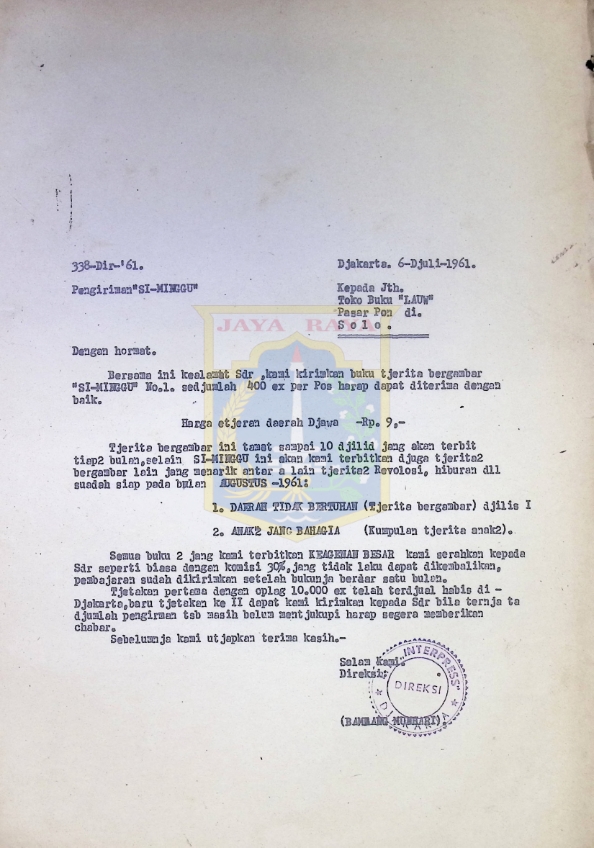 338-Dir-'61.
Djakarta. 6-Djuli-1961.
Pengiriman"SI-MINGGU"
Kepada Jth.
Toko Buku "LAUW"
Pasar Pon di.
Solo.
JAYA RAYA
Dengan hormat.
Bersama ini kealamat Sdr ,kami kirimkan buku tjerita bergambar
"SI-MINGGU" No.1. sedjumlah 400 ex per Pos harap dapat diterima dengan
baik.
Harga etjeran daerah Djawa -Rp. 9,-
Tjerita bergambar ini tamat sampai 10 djilid jang akan terbit
tiap2 bulan,selain SI-MINGGU ini akan kami terbitkan djuga tjerita2
bergambar lain jang menarik antar a lain tjerita2 Revolosi, hiburan dll
suadah siap pada bulan AUGUSTUS -1961:
1. DAERAH TIDAK BERTUHAN (Tjerita bergambar) djilis I
2. ANAK2 JANG BAHAGIA (Kumpulan tjerita anak2).
Semua buku 2 jang kami terbitkan KEAGENAN BESAR kami serahkan kepada
Sdr seperti biasa dengan komisi 30%,jang tidak laku dapat dikembalikan,
pembajaran sudah dikirimkan setelah bukunja berdar satu bulan.
Tjetakan pertama dengan oplag 10.000 ex telah terdjual habis di -
Djakarta,baru tjetakan ke II dapat kami kirimkan kepada Sdr bila ternja ta
djumlah pengirimn tsb masih belum mentjukupi harap segera memberikan
chabar.
Sebelumnja kami utjapkan terima kasih.-
Salam kami.
Direksi:
INTERPRESS
DIREKSI
DJAKARTA
(BAMBANG MUNHARI).